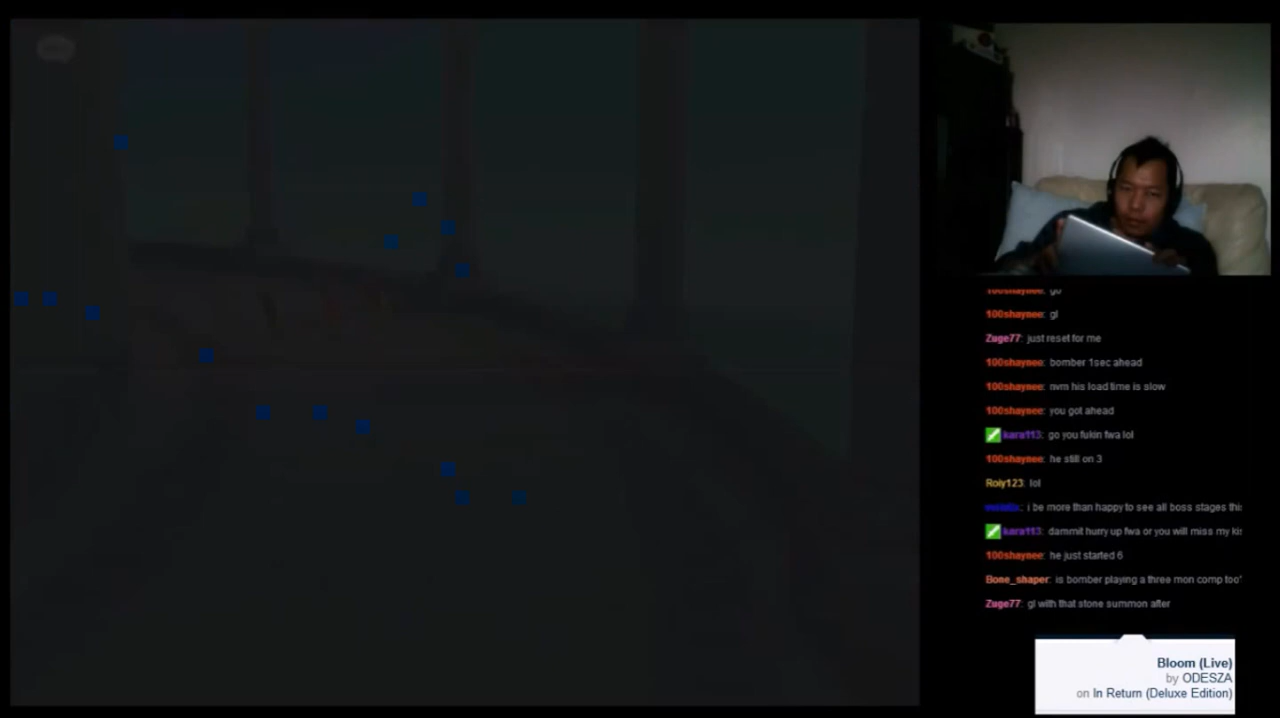 100shaynee: go
100shaynee: gl
Zuge77: just reset for me
100shaynee: bomber 1sec ahead
100shaynee: nvm his load time is slow
100shaynee: you got ahead
kara113: go you fukin fwa lol
100shaynee: he still on 3
Roiy123: lol
: i be more than happy to see all boss stages this
kara113: dammit hurry up fwa or you will miss my kis
100shaynee: he just started 6
Bone_shaper: is bomber playing a three mon comp too
Zuge77: gl with that stone summon after
Bloom (Live)
by ODESZA
on In Return (Deluxe Edition)